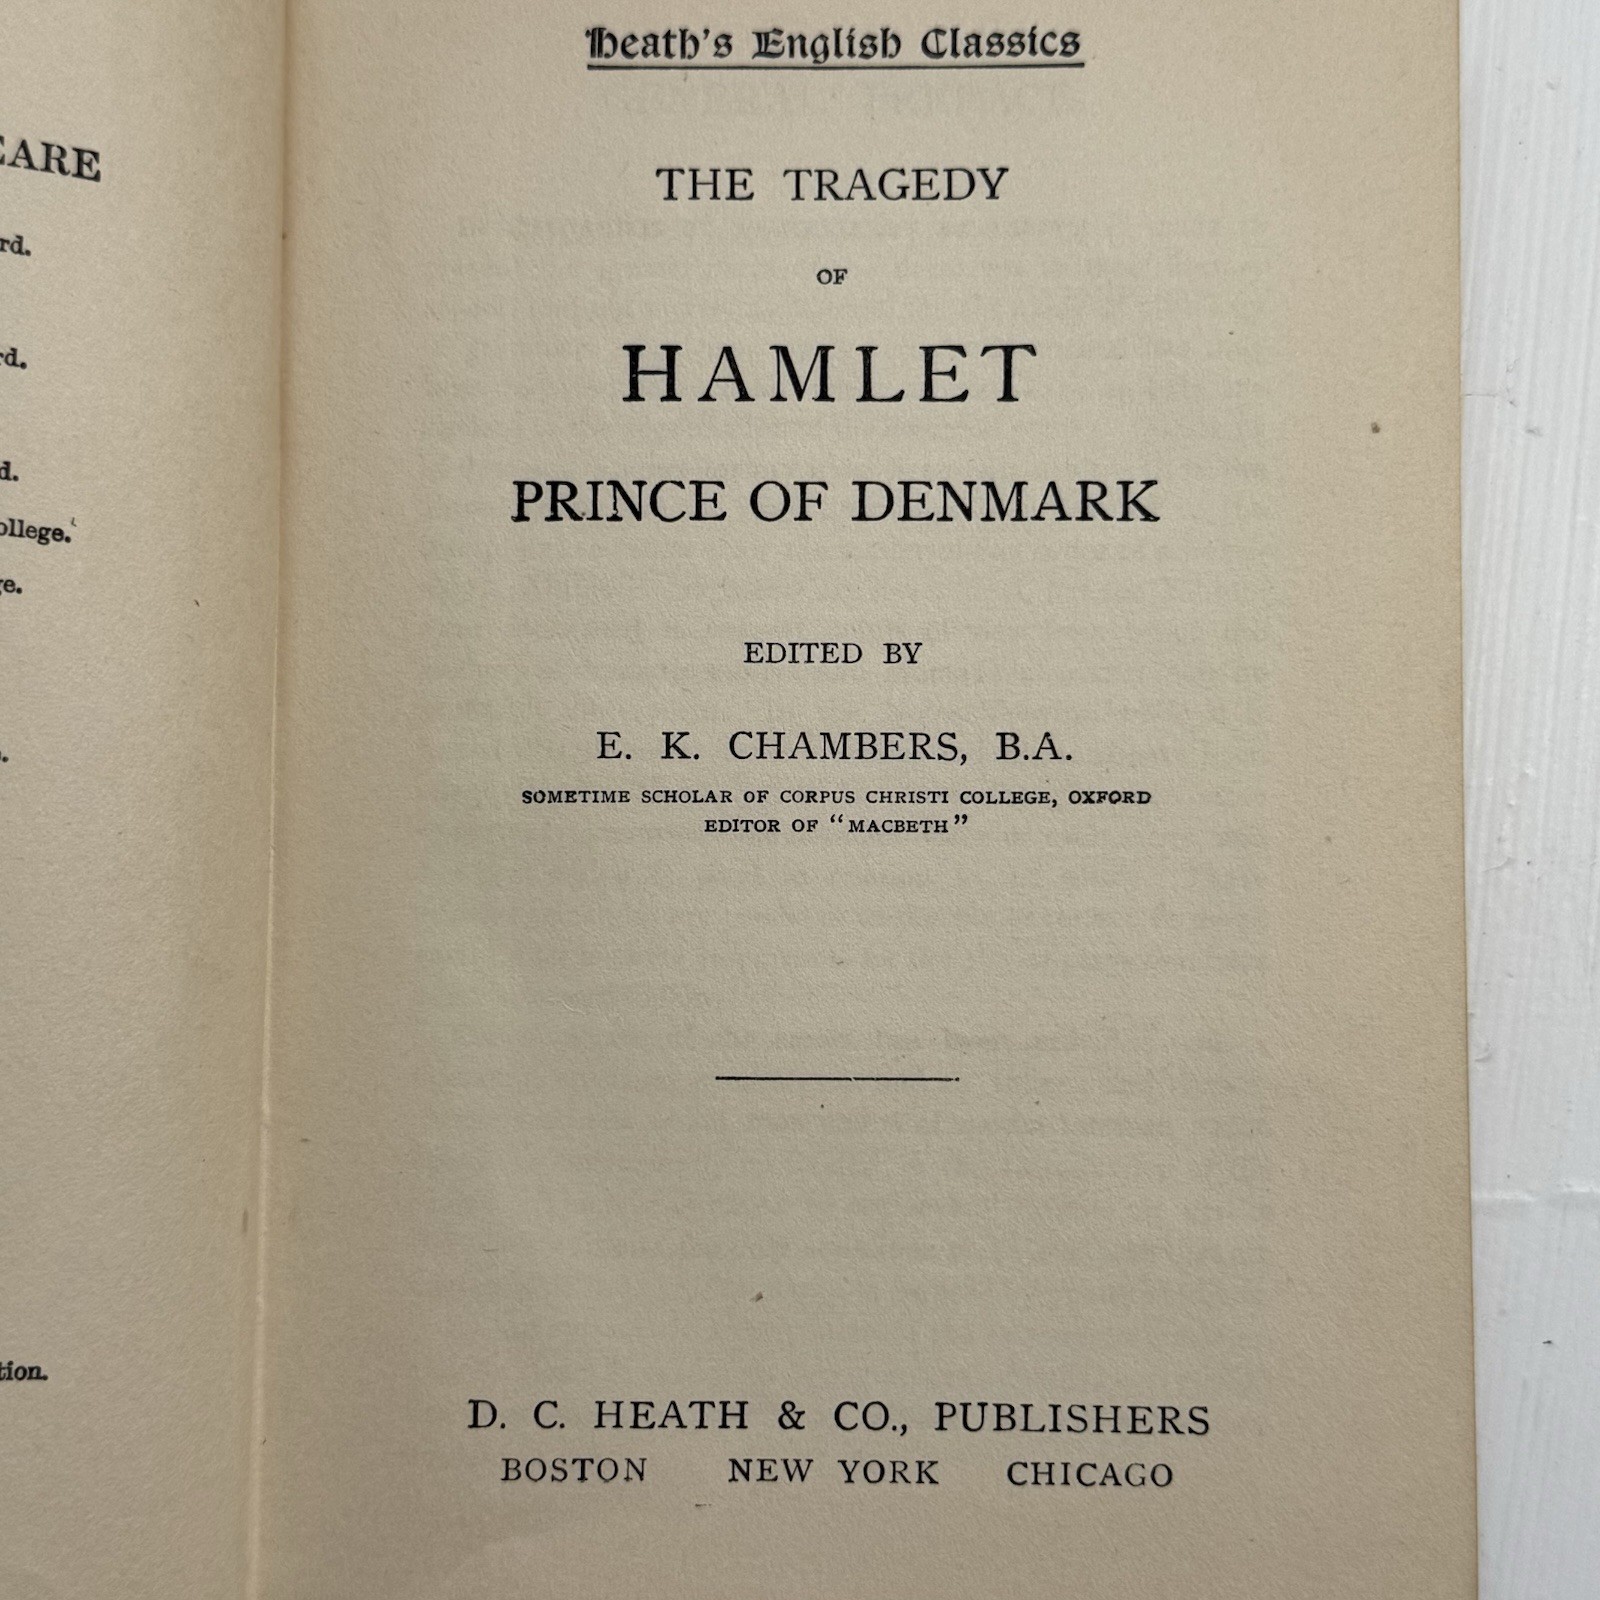 Heath's English Classics
THE TRAGEDY
OF
HAMLET
PRINCE OF DENMARK
EDITED BY
E. K. CHAMBERS, B.A.
SOMETIME SCHOLAR OF CORPUS CHRISTI COLLEGE, OXFORD
EDITOR OF "MACBETH"
D. C. HEATH & CO., PUBLISHERS
BOSTON NEW YORK CHICAGO